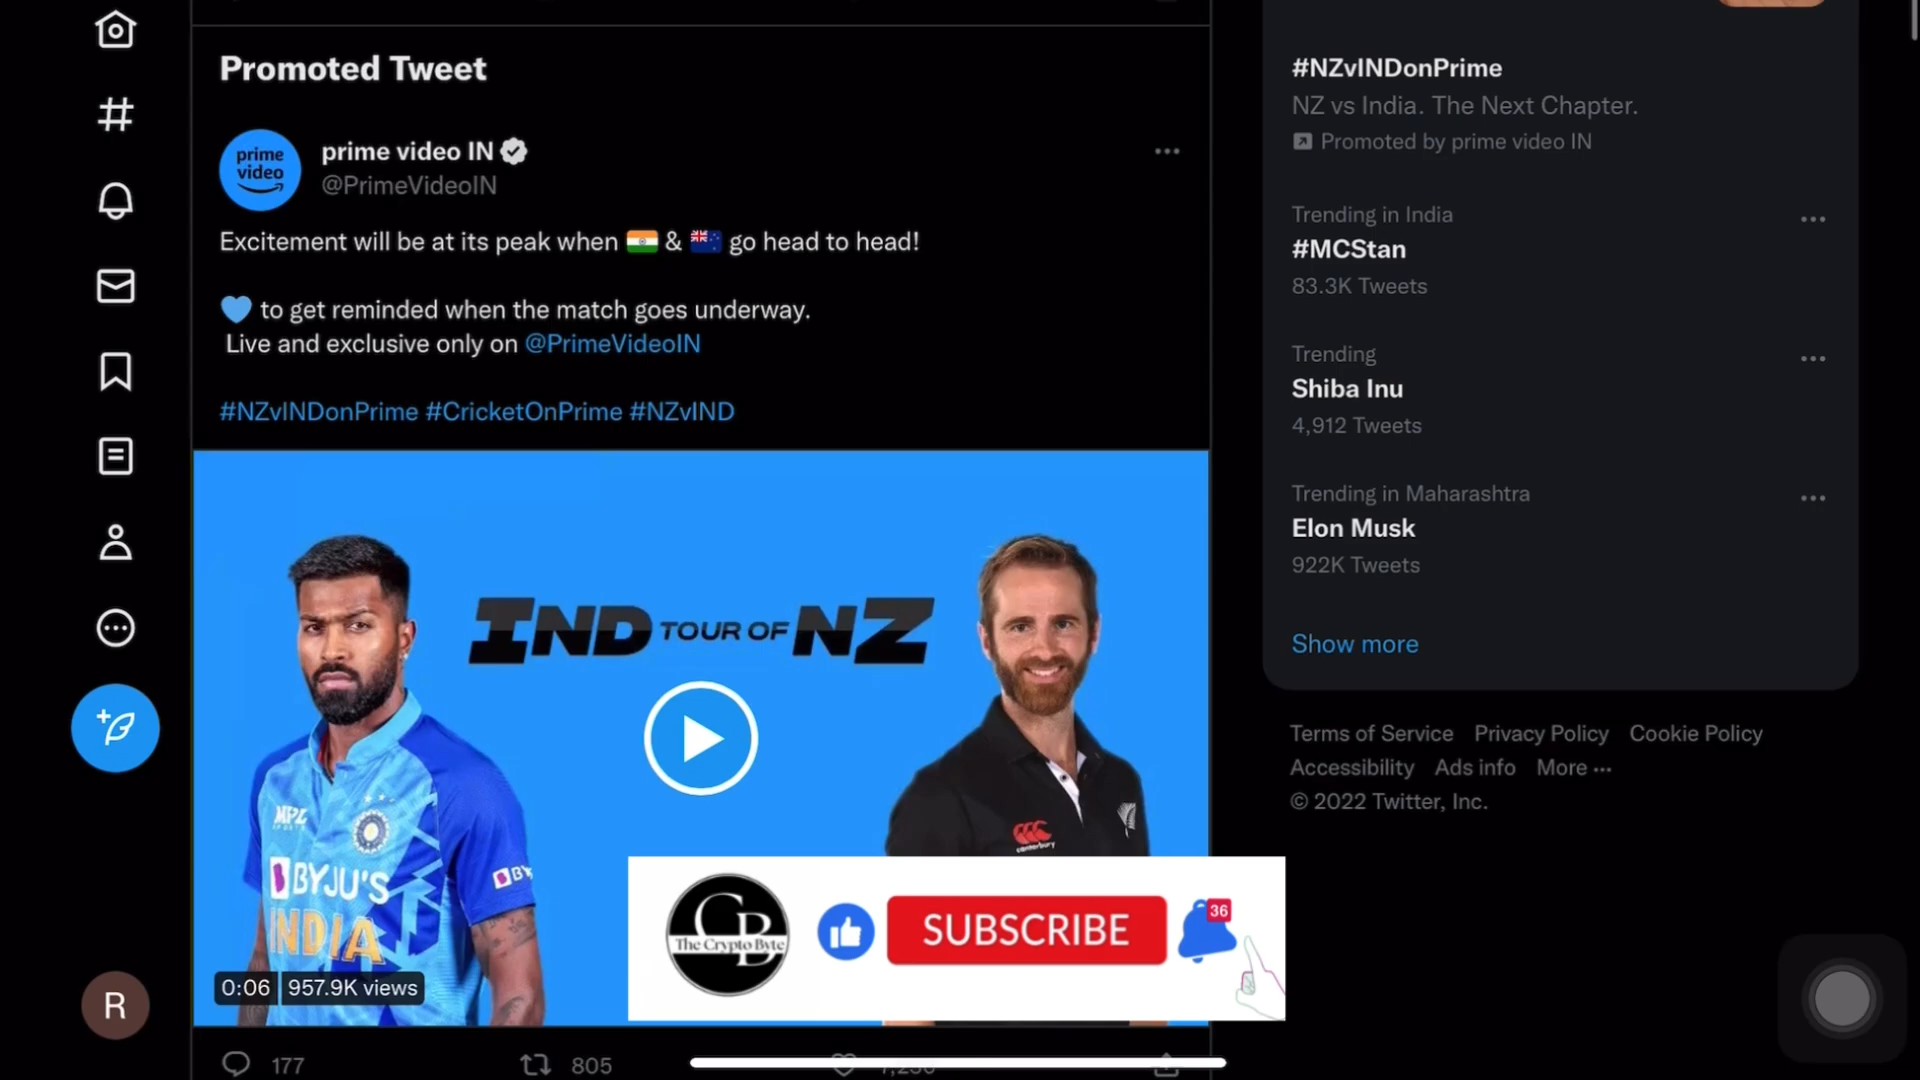 Promoted Tweet
prime
video
prime video IN
@PrimeVideoIN
Excitement will be at its peak when 🇮🇳 & 🇳🇿 go head to head!
💙 to get reminded when the match goes underway.
Live and exclusive only on @PrimeVideoIN
#NZvINDonPrime #CricketOnPrime #NZvIND
IND TOUR OF NZ
MPL
SPORTS
BYJU'S
INDIA
canterbury
0:06
957.9K views
The Crypto Byte
SUBSCRIBE
36
R
177
805
#NZvINDonPrime
NZ vs India. The Next Chapter.
Promoted by prime video IN
Trending in India
#MCStan
83.3K Tweets
Trending
Shiba Inu
4,912 Tweets
Trending in Maharashtra
Elon Musk
922K Tweets
Show more
Terms of Service Privacy Policy Cookie Policy
Accessibility Ads info More ...
© 2022 Twitter, Inc.